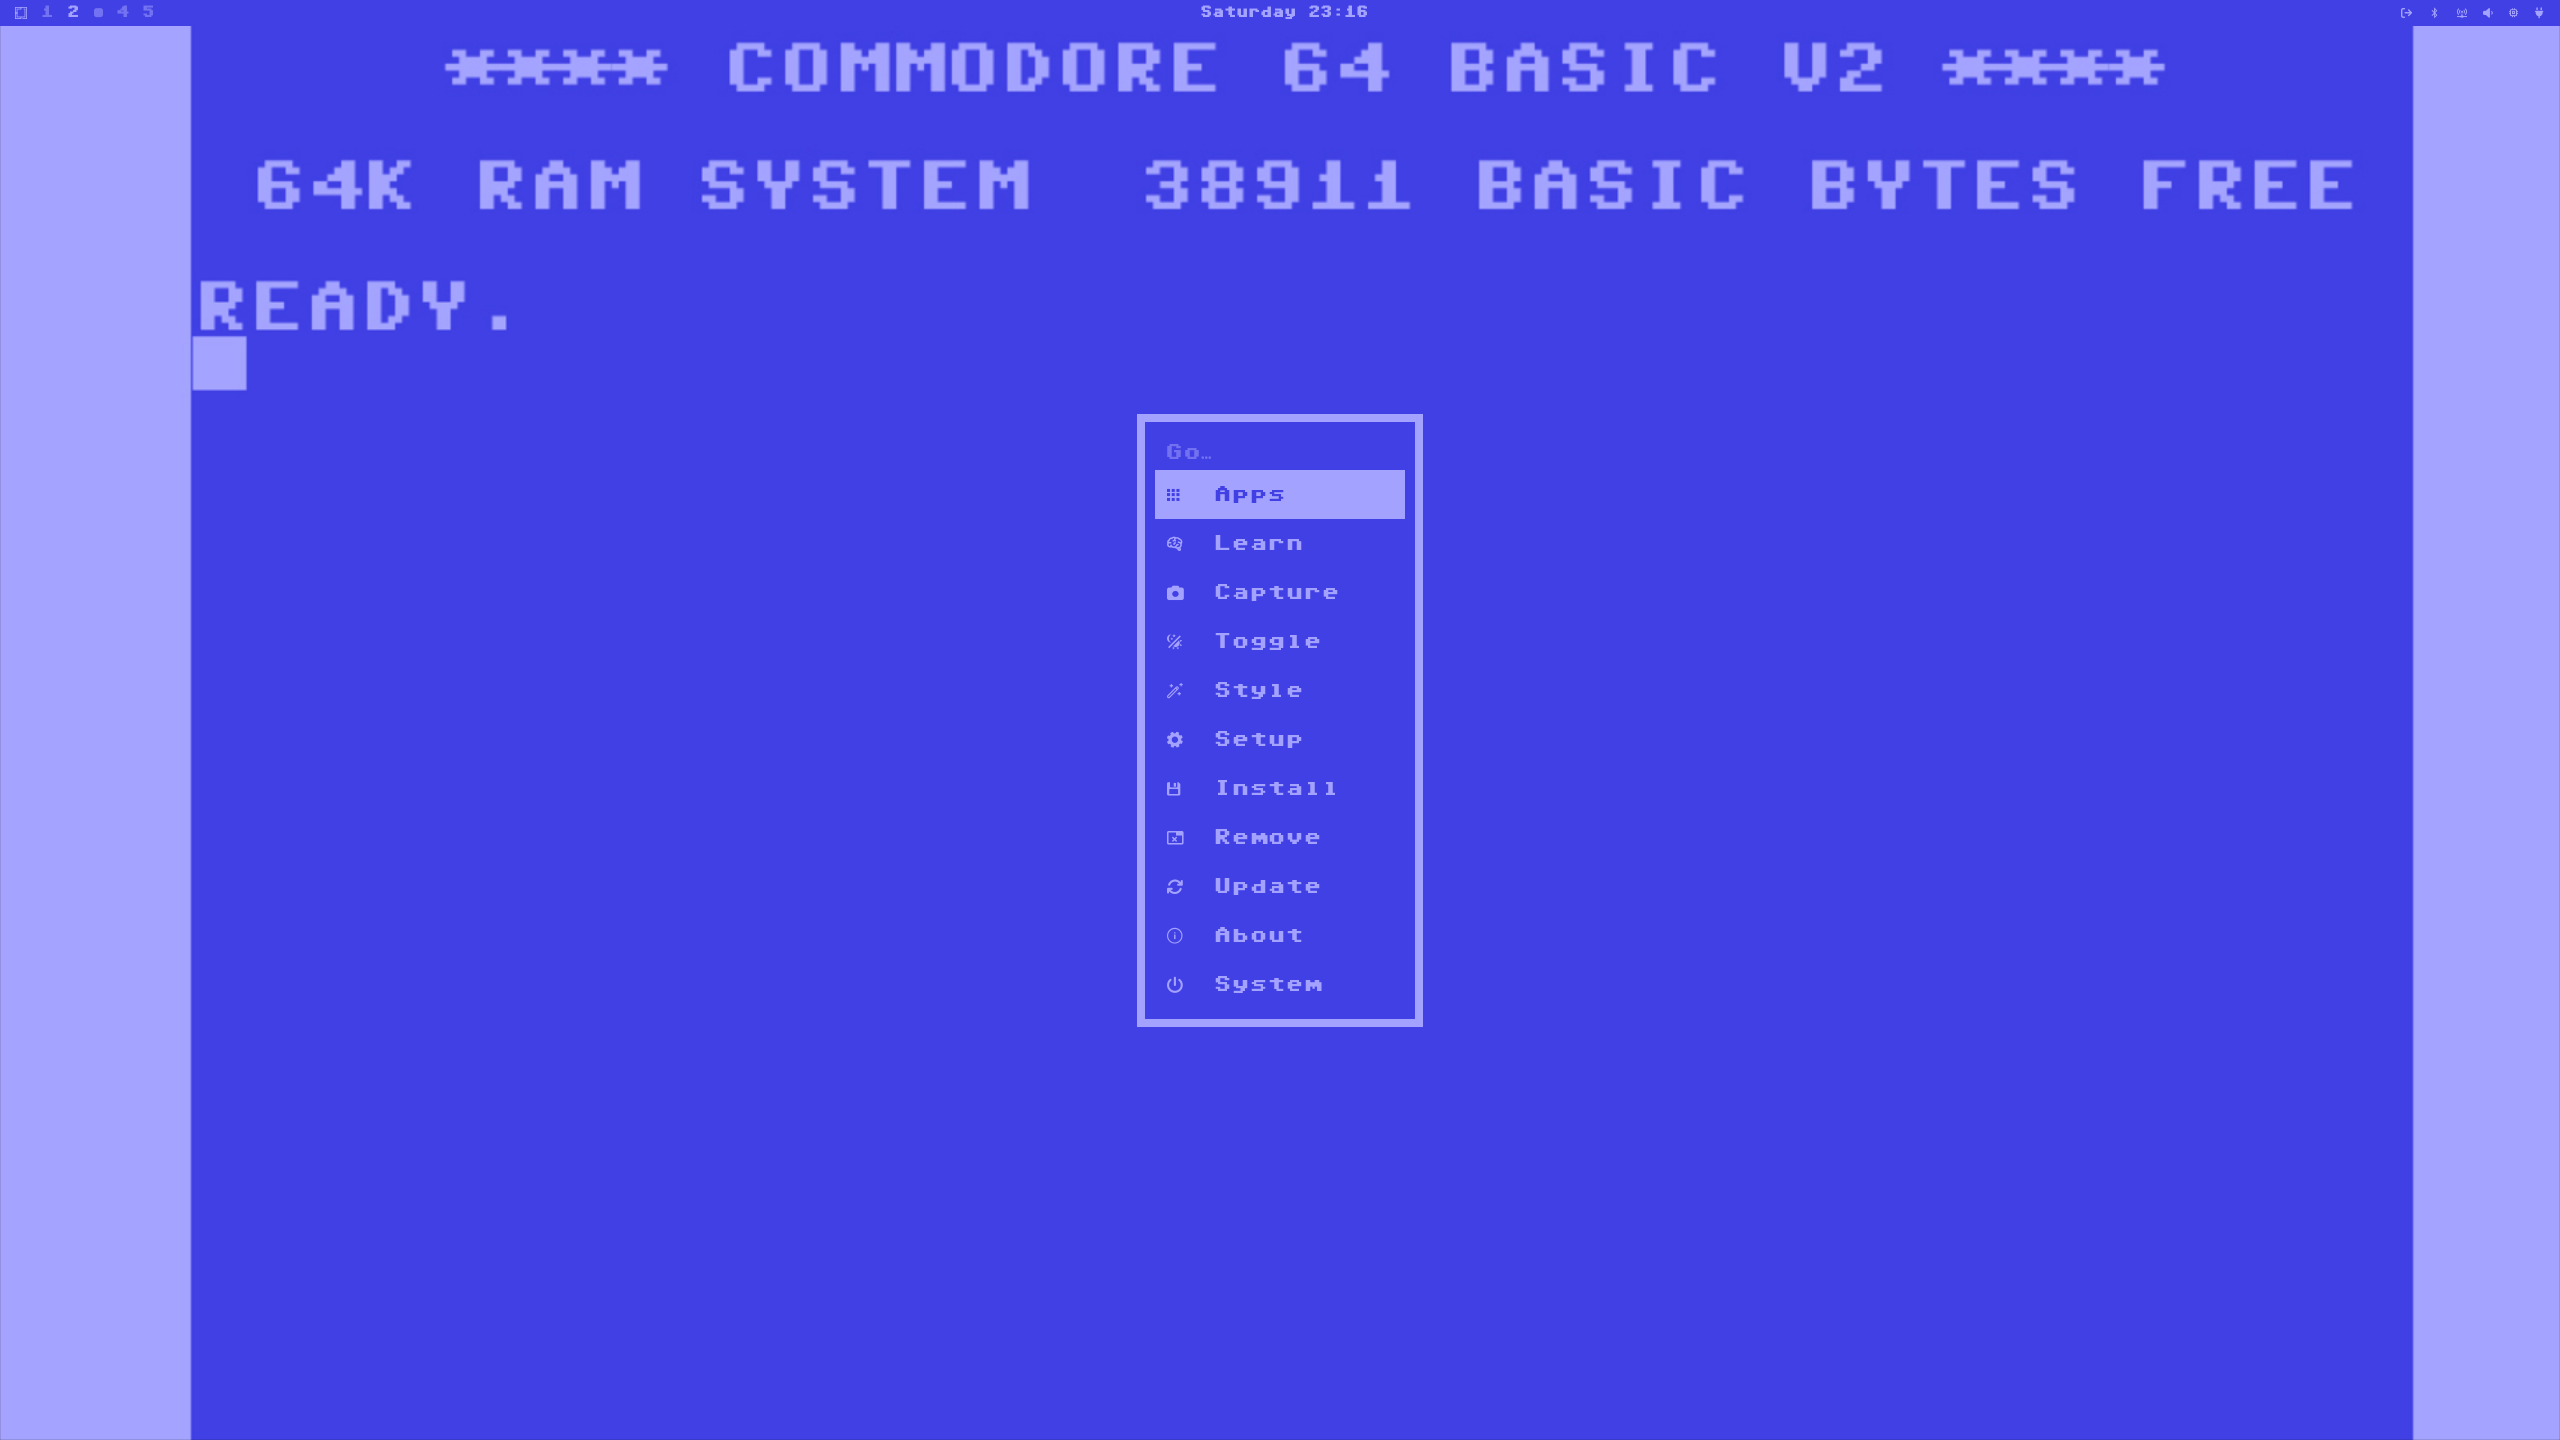 1 2 4 5
Saturday 23:16
**** COMMODORE 64 BASIC V2 ****
64K RAM SYSTEM  38911 BASIC BYTES FREE
READY.
Go…
Apps
Learn
Capture
Toggle
Style
Setup
Install
Remove
Update
About
System